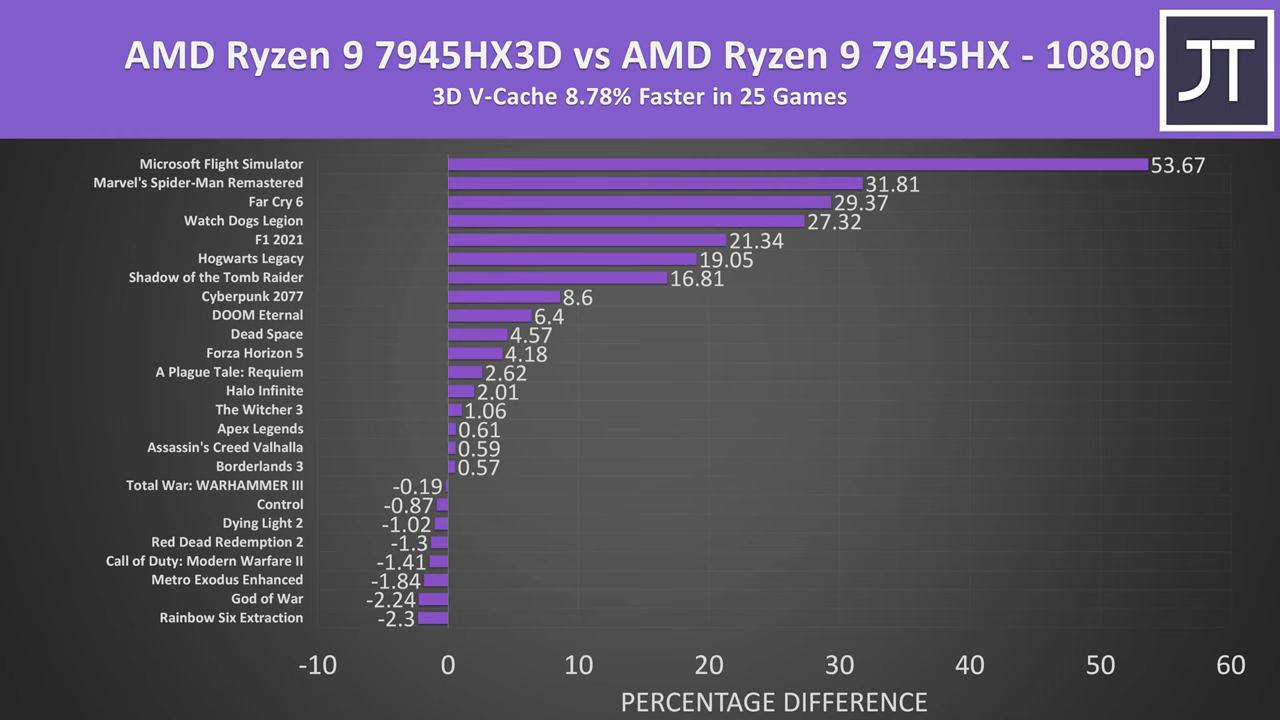 AMD Ryzen 9 7945HX3D vs AMD Ryzen 9 7945HX - 1080p
JT
3D V-Cache 8.78% Faster in 25 Games
Microsoft Flight Simulator 53.67
Marvel's Spider-Man Remastered 31.81
Far Cry 6 29.37
Watch Dogs Legion 27.32
F1 2021 21.34
Hogwarts Legacy 19.05
Shadow of the Tomb Raider 16.81
Cyberpunk 2077 8.6
DOOM Eternal 6.4
Dead Space 4.57
Forza Horizon 5 4.18
A Plague Tale: Requiem 2.62
Halo Infinite 2.01
The Witcher 3 1.06
Apex Legends 0.61
Assassin's Creed Valhalla 0.59
Borderlands 3 0.57
Total War: WARHAMMER III -0.19
Control -0.87
Dying Light 2 -1.02
Red Dead Redemption 2 -1.3
Call of Duty: Modern Warfare II -1.41
Metro Exodus Enhanced -1.84
God of War -2.24
Rainbow Six Extraction -2.3
-10 0 10 20 30 40 50 60
PERCENTAGE DIFFERENCE